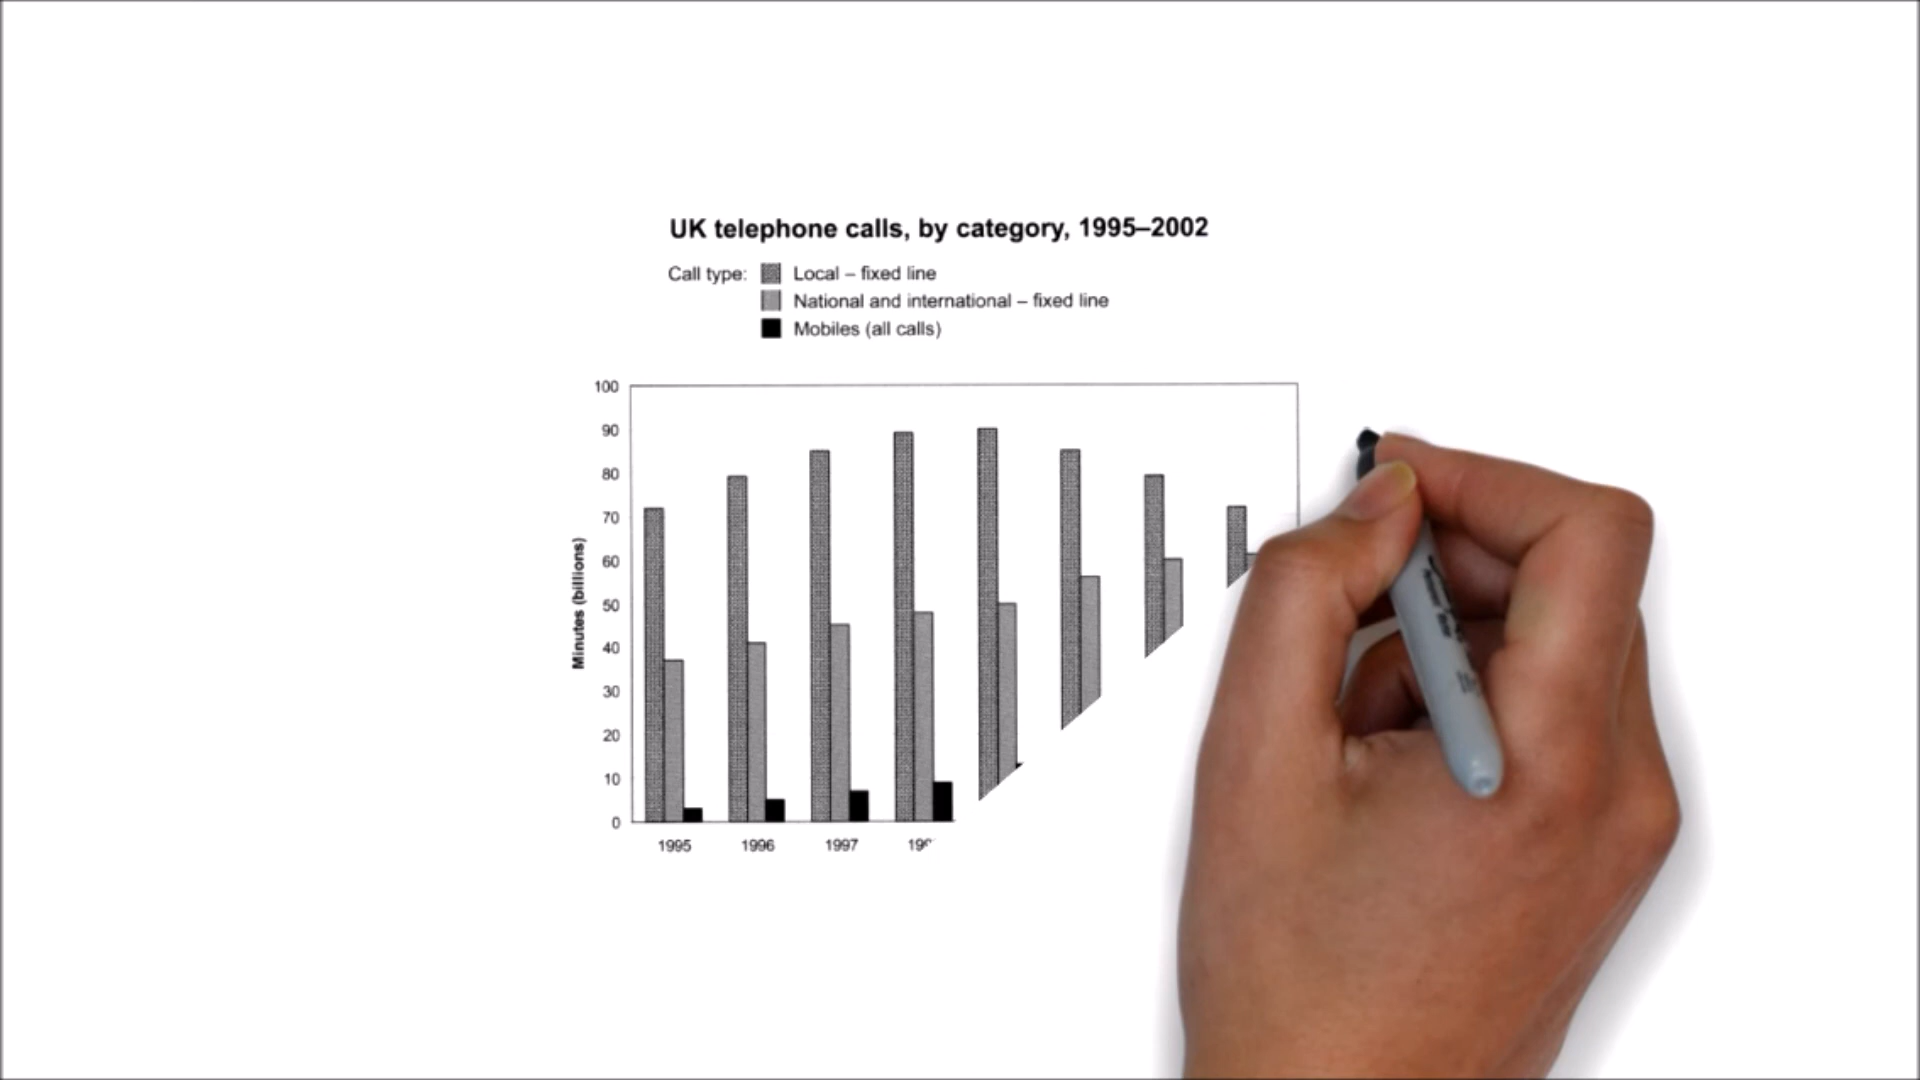 UK telephone calls, by category, 1995–2002
Call type:
Local – fixed line
National and international – fixed line
Mobiles (all calls)
Minutes (billions)
100
90
80
70
60
50
40
30
20
10
0
1995 1996 1997